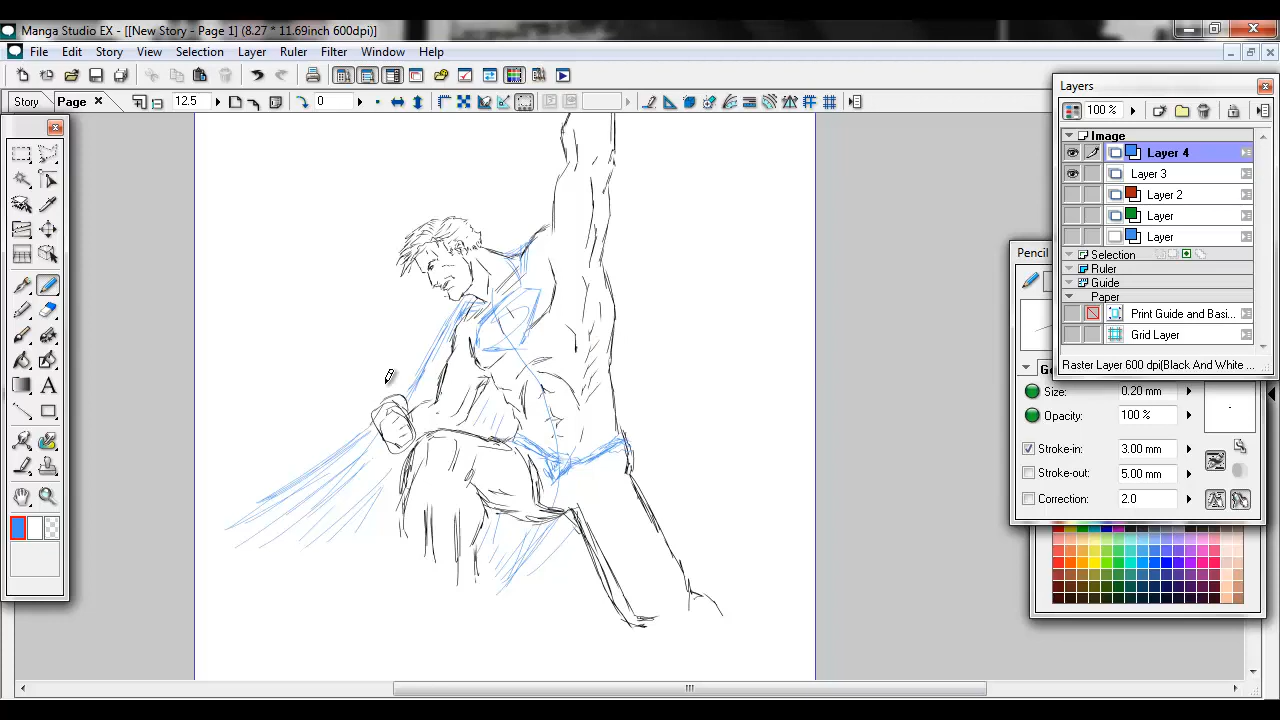 Manga Studio EX - [[New Story - Page 1] (8.27 * 11.69inch 600dpi)]
File Edit Story View Selection Layer Ruler Filter Window Help
Story Page 12.5 0
Layers
100 %
Image
Layer 4
Layer 3
Layer 2
Layer
Layer
Selection
Ruler
Guide
Paper
Print Guide and Basi...
Grid Layer
Raster Layer 600 dpi(Black And White ...
Pencil
Size: 0.20 mm
Opacity: 100 %
Stroke-in: 3.00 mm
Stroke-out: 5.00 mm
Correction: 2.0
A